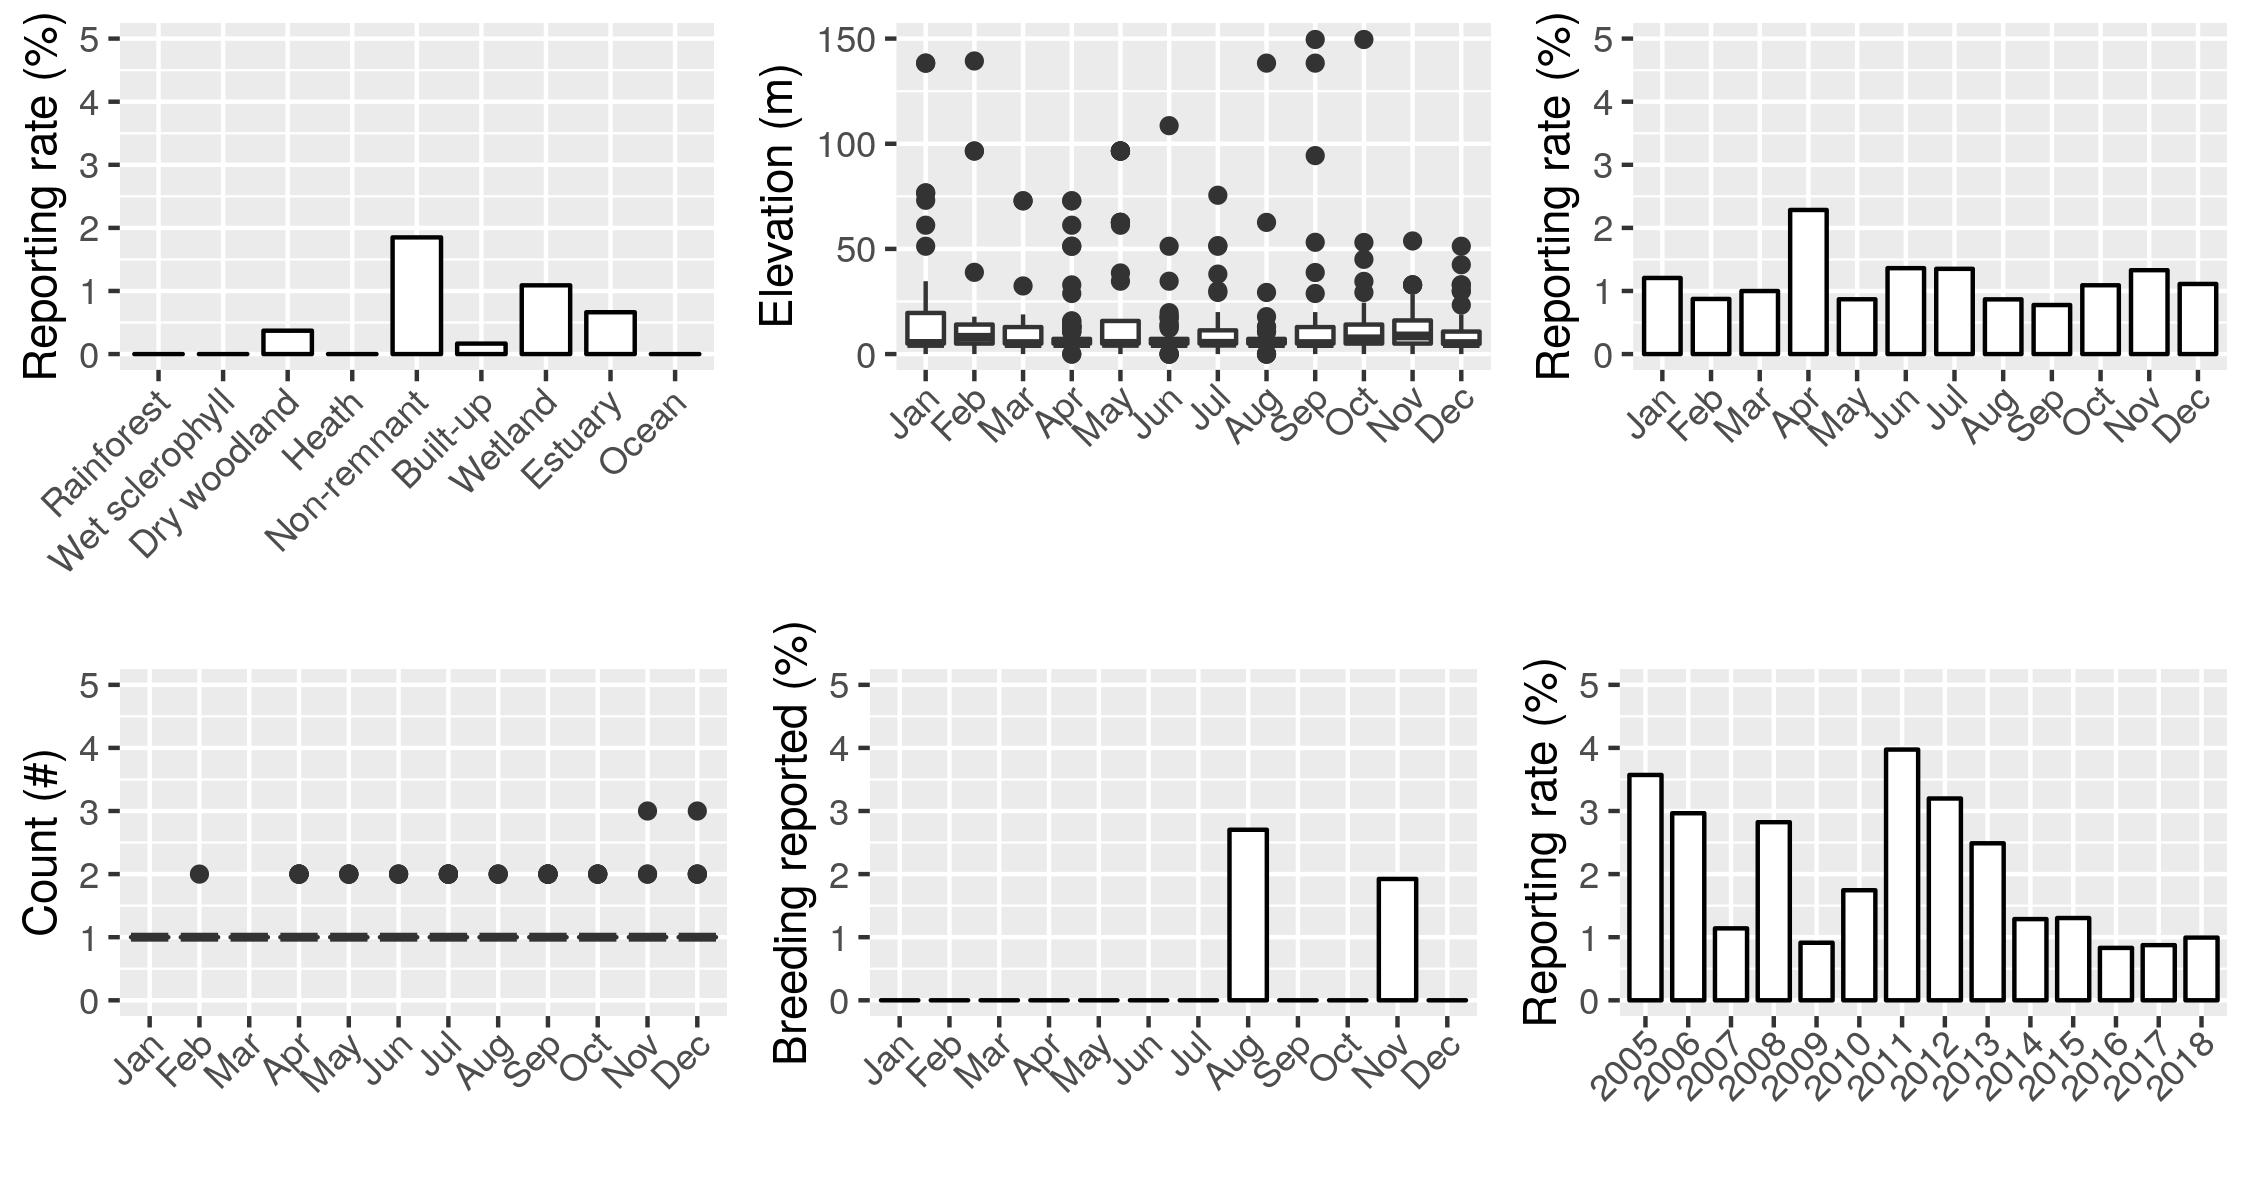 Reporting rate (%)
5
4
3
2
1
0
Rainforest
Wet sclerophyll
Dry woodland
Heath
Non-remnant
Built-up
Wetland
Estuary
Ocean
Elevation (m)
150
100
50
0
Jan
Feb
Mar
Apr
May
Jun
Jul
Aug
Sep
Oct
Nov
Dec
Reporting rate (%)
5
4
3
2
1
0
Jan
Feb
Mar
Apr
May
Jun
Jul
Aug
Sep
Oct
Nov
Dec
Count (#)
5
4
3
2
1
0
Jan
Feb
Mar
Apr
May
Jun
Jul
Aug
Sep
Oct
Nov
Dec
Breeding reported (%)
5
4
3
2
1
0
Jan
Feb
Mar
Apr
May
Jun
Jul
Aug
Sep
Oct
Nov
Dec
Reporting rate (%)
5
4
3
2
1
0
2005
2006
2007
2008
2009
2010
2011
2012
2013
2014
2015
2016
2017
2018